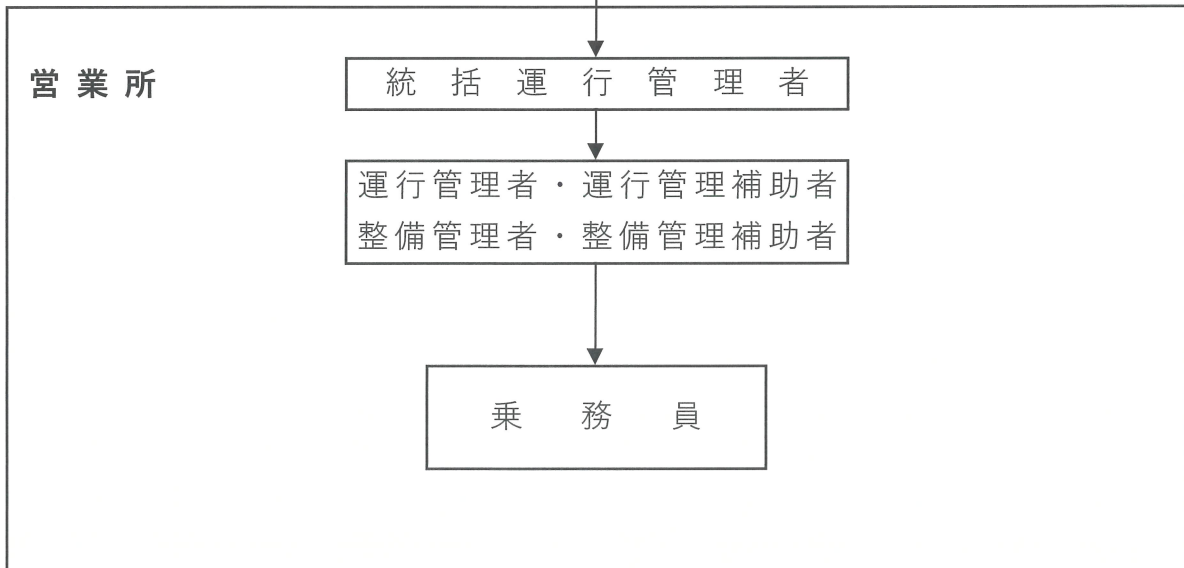 営業所
統括運行管理者
運行管理者・運行管理補助者
整備管理者・整備管理補助者
乗務員